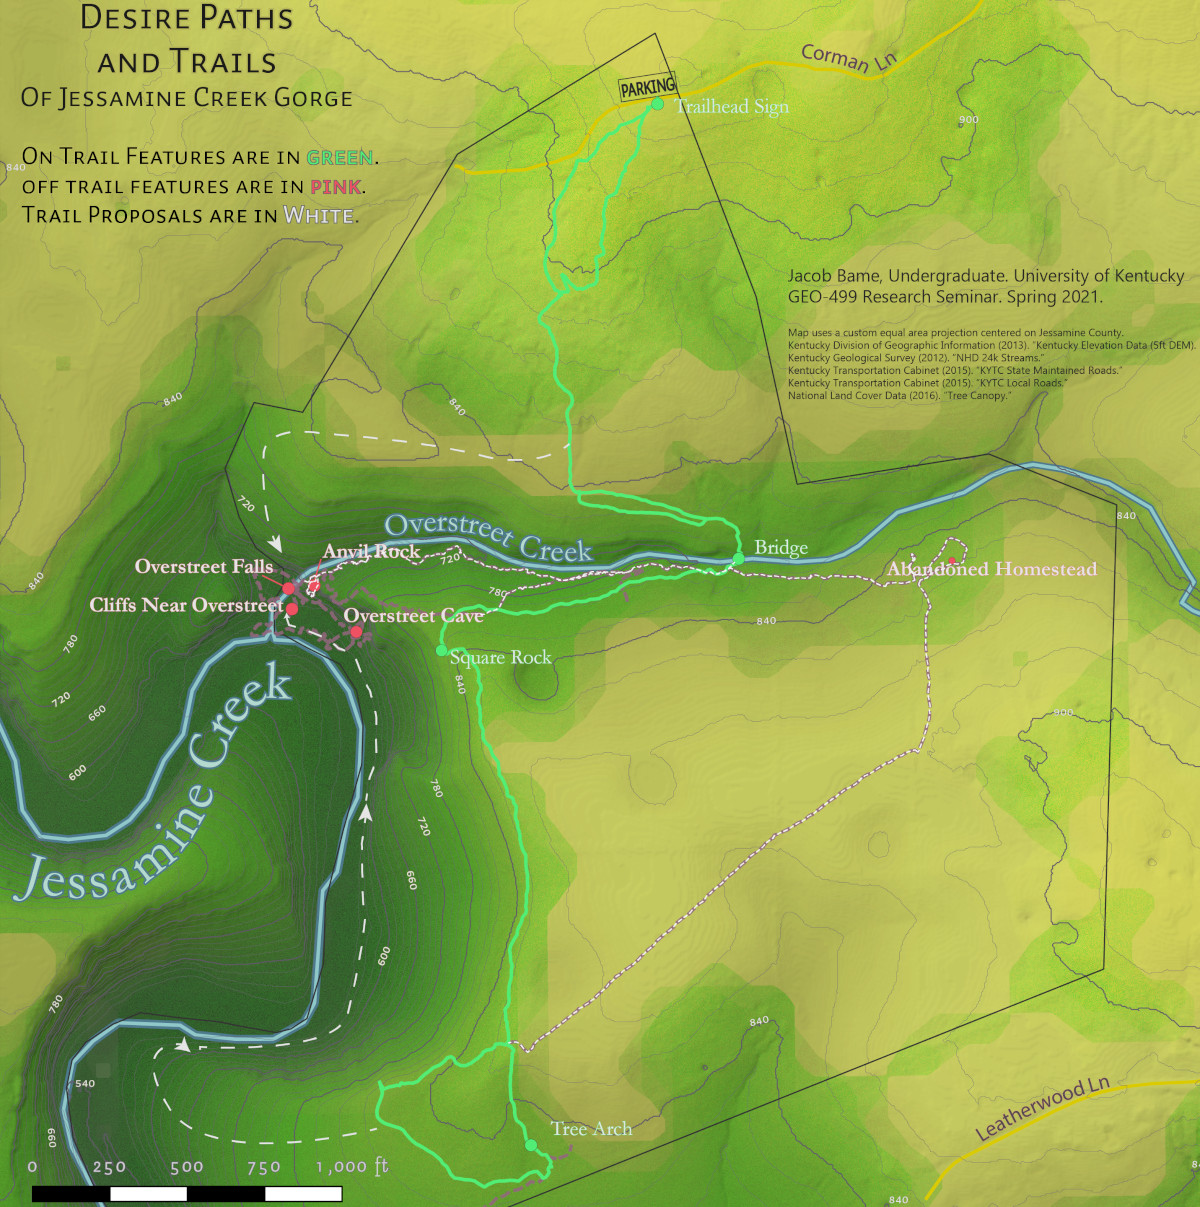 DESIRE PATHS
AND TRAILS
OF JESSAMINE CREEK GORGE
ON TRAIL FEATURES ARE IN GREEN.
OFF TRAIL FEATURES ARE IN PINK.
TRAIL PROPOSALS ARE IN WHITE.
Corman Ln
PARKING
Trailhead Sign
900
840
Jacob Bame, Undergraduate. University of Kentucky
GEO-499 Research Seminar. Spring 2021.
Map uses a custom equal area projection centered on Jessamine County.
Kentucky Division of Geographic Information (2013). "Kentucky Elevation Data (5ft DEM).
Kentucky Geological Survey (2012). "NHD 24k Streams."
Kentucky Transportation Cabinet (2015). "KYTC State Maintained Roads."
Kentucky Transportation Cabinet (2015). "KYTC Local Roads."
National Land Cover Data (2016). "Tree Canopy."
840
840
720
840
Overstreet Creek
Bridge
Anvil Rock
720
Overstreet Falls
Abandoned Homestead
840
780
Cliffs Near Overstreet
Overstreet Cave
840
780
Square Rock
840
720
660
900
600
Jessamine Creek
780
720
660
600
780
840
540
Leatherwood Ln
660
Tree Arch
0 250 500 750 1,000 ft
84
840